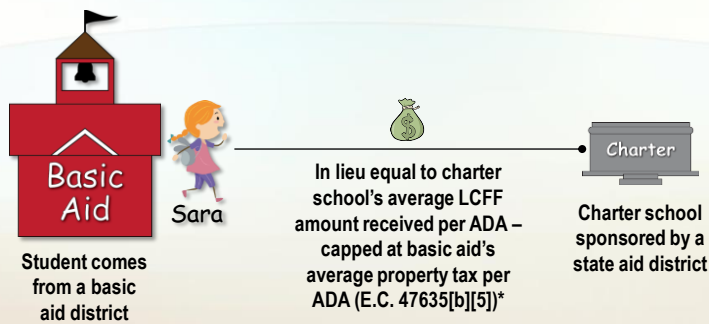 Basic
Aid
Sara
Student comes
from a basic
aid district
$
In lieu equal to charter
school's average LCFF
amount received per ADA –
capped at basic aid's
average property tax per
ADA (E.C. 47635[b][5])*
Charter
Charter school
sponsored by a
state aid district